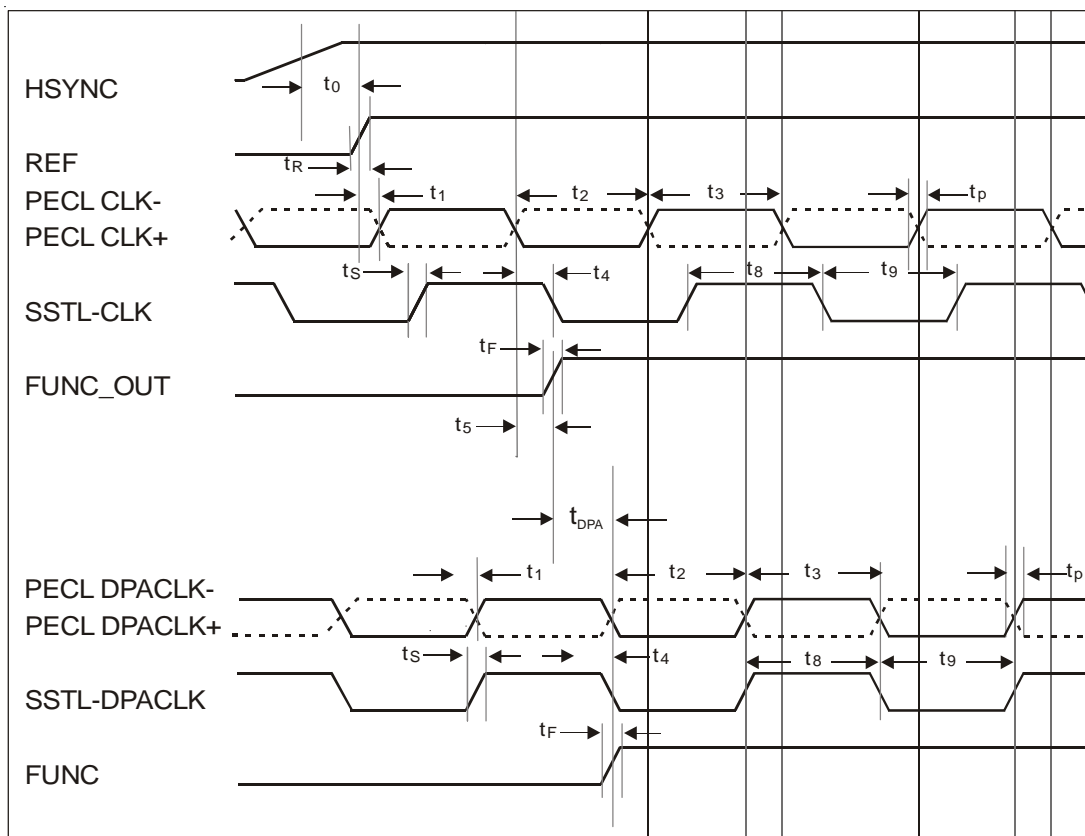 HSYNC
t0
REF
tR
PECL CLK-
t1
t2
t3
tp
PECL CLK+
tS
t4
t8
t9
SSTL-CLK
tF
FUNC_OUT
t5
tDPA
PECL DPACLK-
t1
t2
t3
tp
PECL DPACLK+
tS
t4
t8
t9
SSTL-DPACLK
tF
FUNC